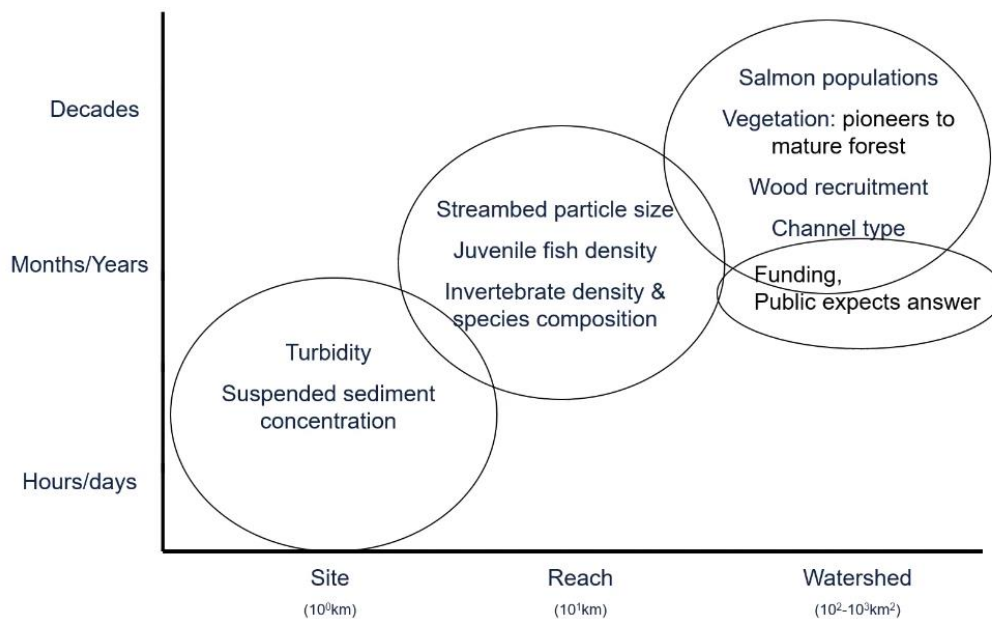 Decades
Months/Years
Hours/days
Salmon populations
Vegetation: pioneers to
mature forest
Wood recruitment
Channel type
Funding,
Public expects answer
Streambed particle size
Juvenile fish density
Invertebrate density &
species composition
Turbidity
Suspended sediment
concentration
Site
(10⁰km)
Reach
(10¹km)
Watershed
(10²-10³km²)